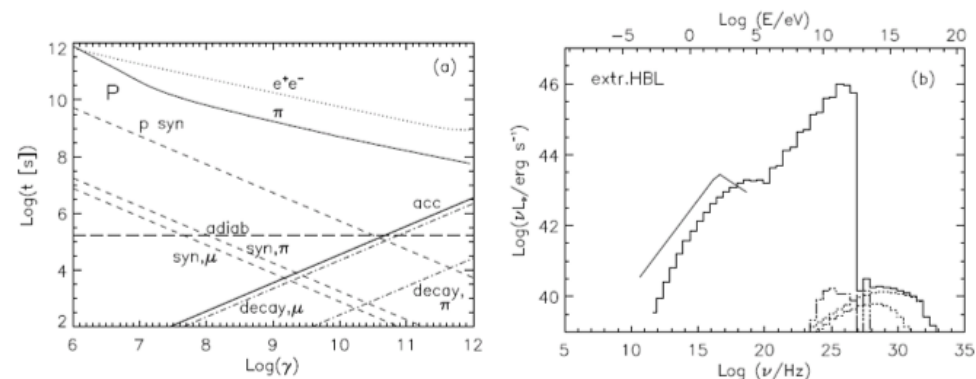 (a)
12
10
8
6
4
2
Log(t [s])
P
e⁺e⁻
π
p syn
acc
adiab
syn,π
syn,μ
decay,μ
decay,
π
6 7 8 9 10 11 12
Log(γ)
Log (E/eV)
−5 0 5 10 15 20
extr.HBL
(b)
46
44
42
40
Log(νLᵥ/erg s⁻¹)
5 10 15 20 25 30 35
Log (ν/Hz)